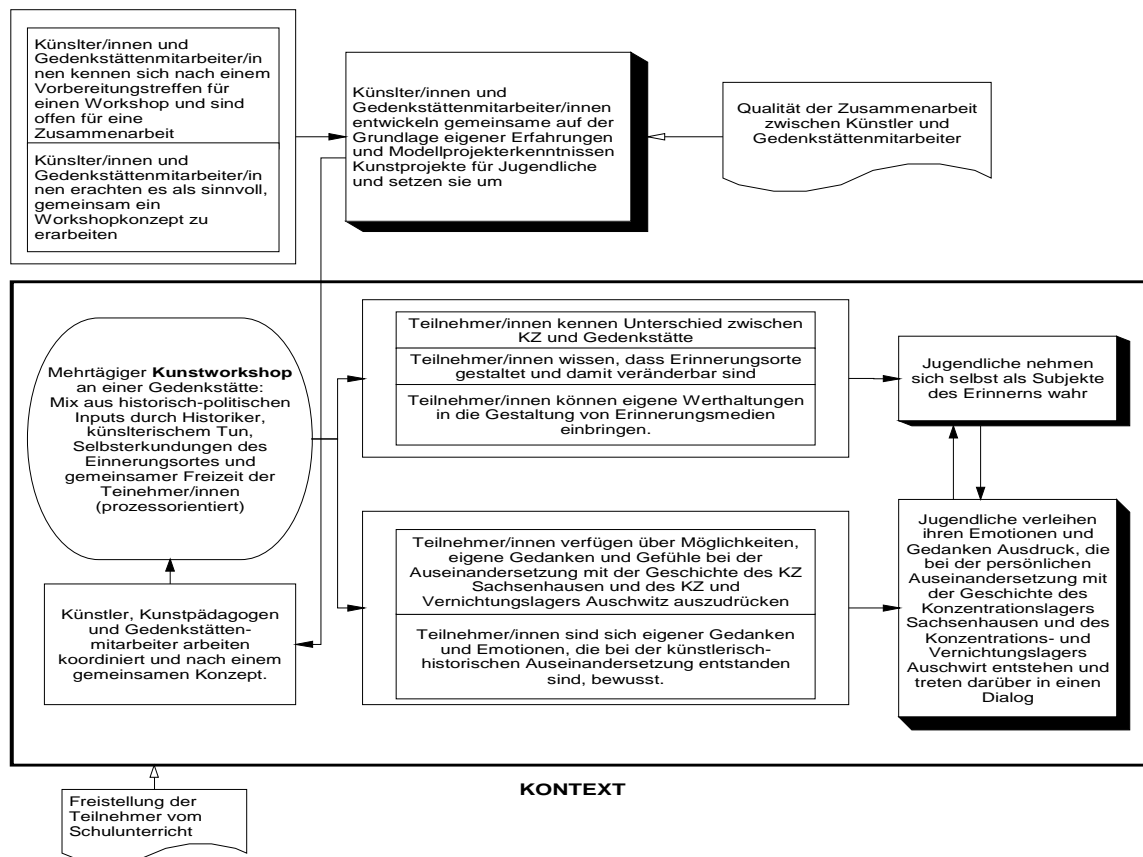 Künslter/innen und
Gedenkstättenmitarbeiter/in
nen kennen sich nach einem
Vorbereitungstreffen für
einen Workshop und sind
offen für eine
Zusammenarbeit
Künslter/innen und
Gedenkstättenmitarbeiter/in
nen erachten es als sinnvoll,
gemeinsam ein
Workshopkonzept zu
erarbeiten
Künslter/innen und
Gedenkstättenmitarbeiter/innen
entwickeln gemeinsame auf der
Grundlage eigener Erfahrungen
und Modellprojekterkenntnissen
Kunstprojekte für Jugendliche
und setzen sie um
Qualität der Zusammenarbeit
zwischen Künstler und
Gedenkstättenmitarbeiter
Mehrtägiger Kunstworkshop
an einer Gedenkstätte:
Mix aus historisch-politischen
Inputs durch Historiker,
künslterischem Tun,
Selbsterkundungen des
Einnerungsortes und
gemeinsamer Freizeit der
Teinehmer/innen
(prozessorientiert)
Künstler, Kunstpädagogen
und Gedenkstätten-
mitarbeiter arbeiten
koordiniert und nach einem
gemeinsamen Konzept.
Teilnehmer/innen kennen Unterschied zwischen
KZ und Gedenkstätte
Teilnehmer/innen wissen, dass Erinnerungsorte
gestaltet und damit veränderbar sind
Teilnehmer/innen können eigene Werthaltungen
in die Gestaltung von Erinnerungsmedien
einbringen.
Teilnehmer/innen verfügen über Möglichkeiten,
eigene Gedanken und Gefühle bei der
Auseinandersetzung mit der Geschichte des KZ
Sachsenhausen und des KZ und
Vernichtungslagers Auschwitz auszudrücken
Teilnehmer/innen sind sich eigener Gedanken
und Emotionen, die bei der künstlerisch-
historischen Auseinandersetzung entstanden
sind, bewusst.
Jugendliche nehmen
sich selbst als Subjekte
des Erinnerns wahr
Jugendliche verleihen
ihren Emotionen und
Gedanken Ausdruck, die
bei der persönlichen
Auseinandersetzung mit
der Geschichte des
Konzentrationslagers
Sachsenhausen und des
Konzentrations- und
Vernichtungslagers
Auschwirt entstehen und
treten darüber in einen
Dialog
KONTEXT
Freistellung der
Teilnehmer vom
Schulunterricht